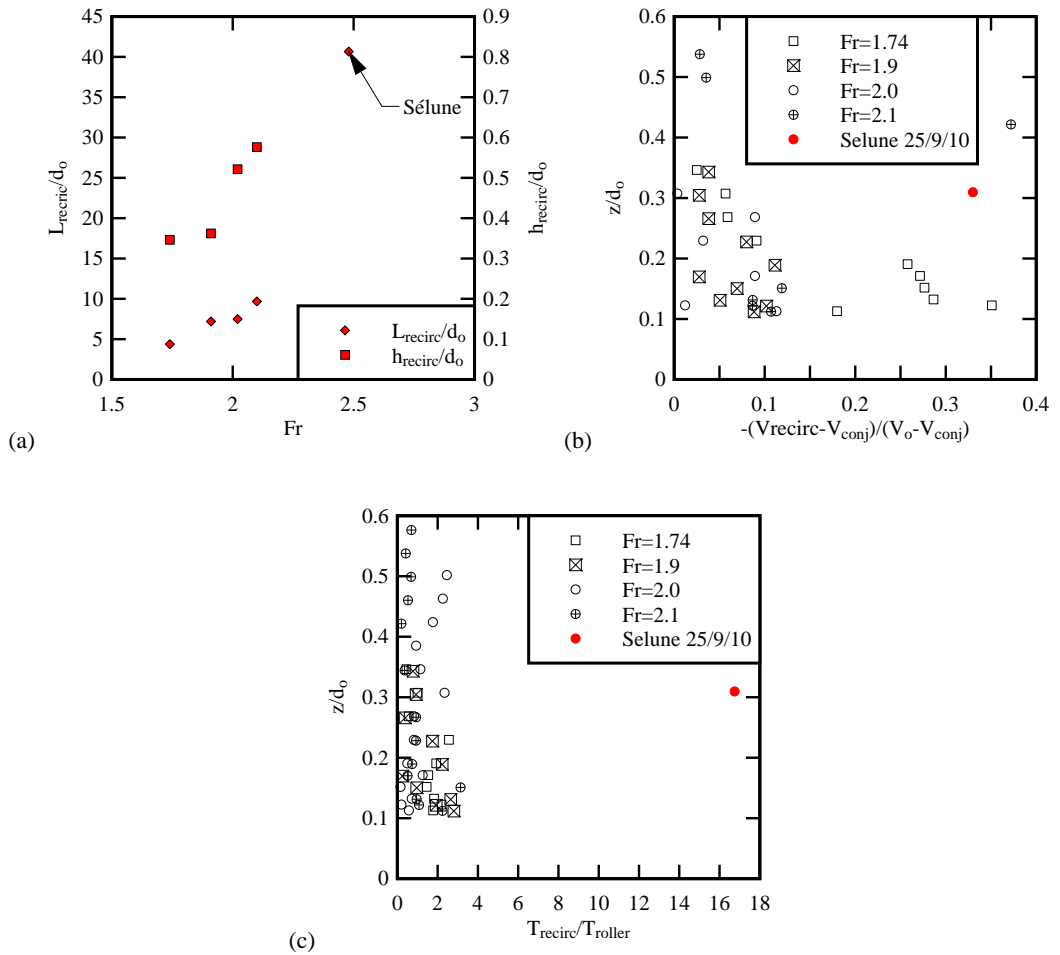 45
40
35
30
25
20
15
10
5
0
L_recric/d_o
1.5
2
2.5
3
Fr
0.9
0.8
0.7
0.6
0.5
0.4
0.3
0.2
0.1
0
h_recirc/d_o
Sélune
L_recirc/d_o
h_recirc/d_o
(a)
0.6
0.5
0.4
0.3
0.2
0.1
0
z/d_o
0
0.1
0.2
0.3
0.4
-(Vrecirc-V_conj)/(V_o-V_conj)
Fr=1.74
Fr=1.9
Fr=2.0
Fr=2.1
Selune 25/9/10
(b)
0.6
0.5
0.4
0.3
0.2
0.1
0
z/d_o
0
2
4
6
8
10
12
14
16
18
T_recirc/T_roller
Fr=1.74
Fr=1.9
Fr=2.0
Fr=2.1
Selune 25/9/10
(c)